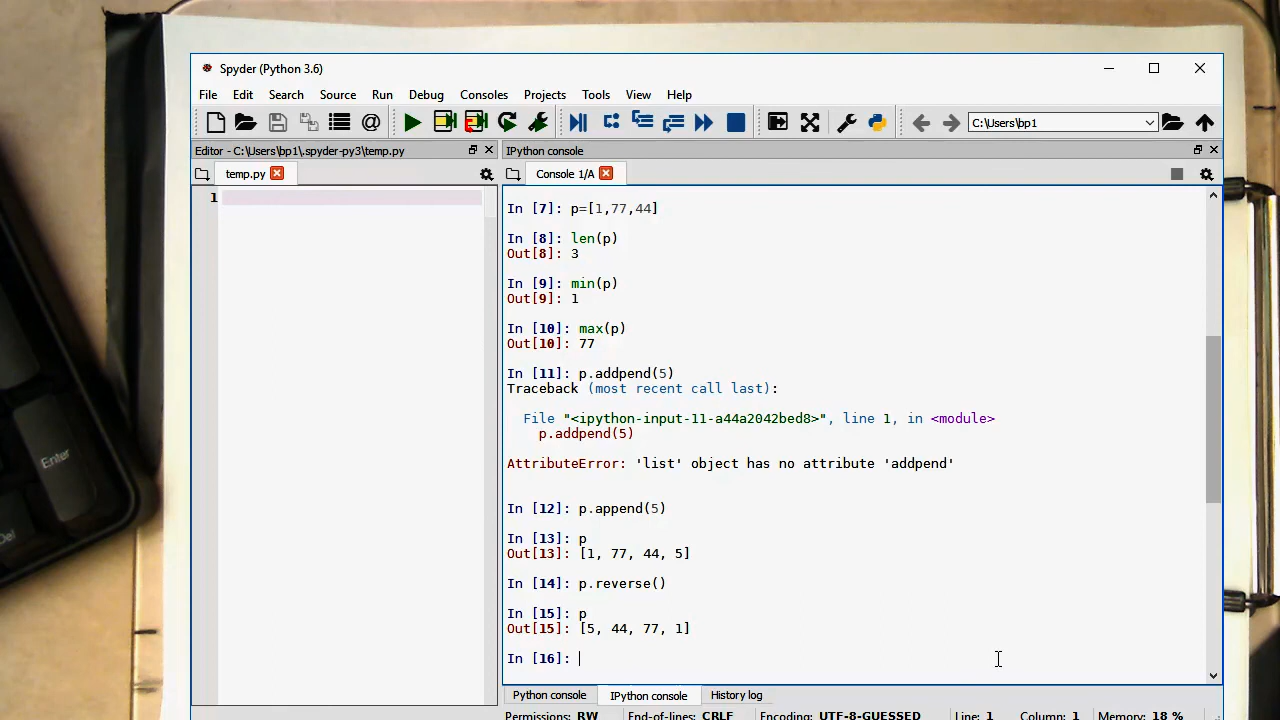 Spyder (Python 3.6)
File Edit Search Source Run Debug Consoles Projects Tools View Help
C:\Users\bp1
Editor - C:\Users\bp1\.spyder-py3\temp.py
IPython console
temp.py
Console 1/A
1
In [7]: p=[1,77,44]
In [8]: len(p)
Out[8]: 3
In [9]: min(p)
Out[9]: 1
In [10]: max(p)
Out[10]: 77
In [11]: p.addpend(5)
Traceback (most recent call last):
File "<ipython-input-11-a44a2042bed8>", line 1, in <module>
p.addpend(5)
AttributeError: 'list' object has no attribute 'addpend'
In [12]: p.append(5)
In [13]: p
Out[13]: [1, 77, 44, 5]
In [14]: p.reverse()
In [15]: p
Out[15]: [5, 44, 77, 1]
In [16]:
Python console IPython console History log
Permissions: RW End-of-lines: CRLF Encoding: UTF-8-GUESSED Line: 1 Column: 1 Memory: 18 %
Enter
Del